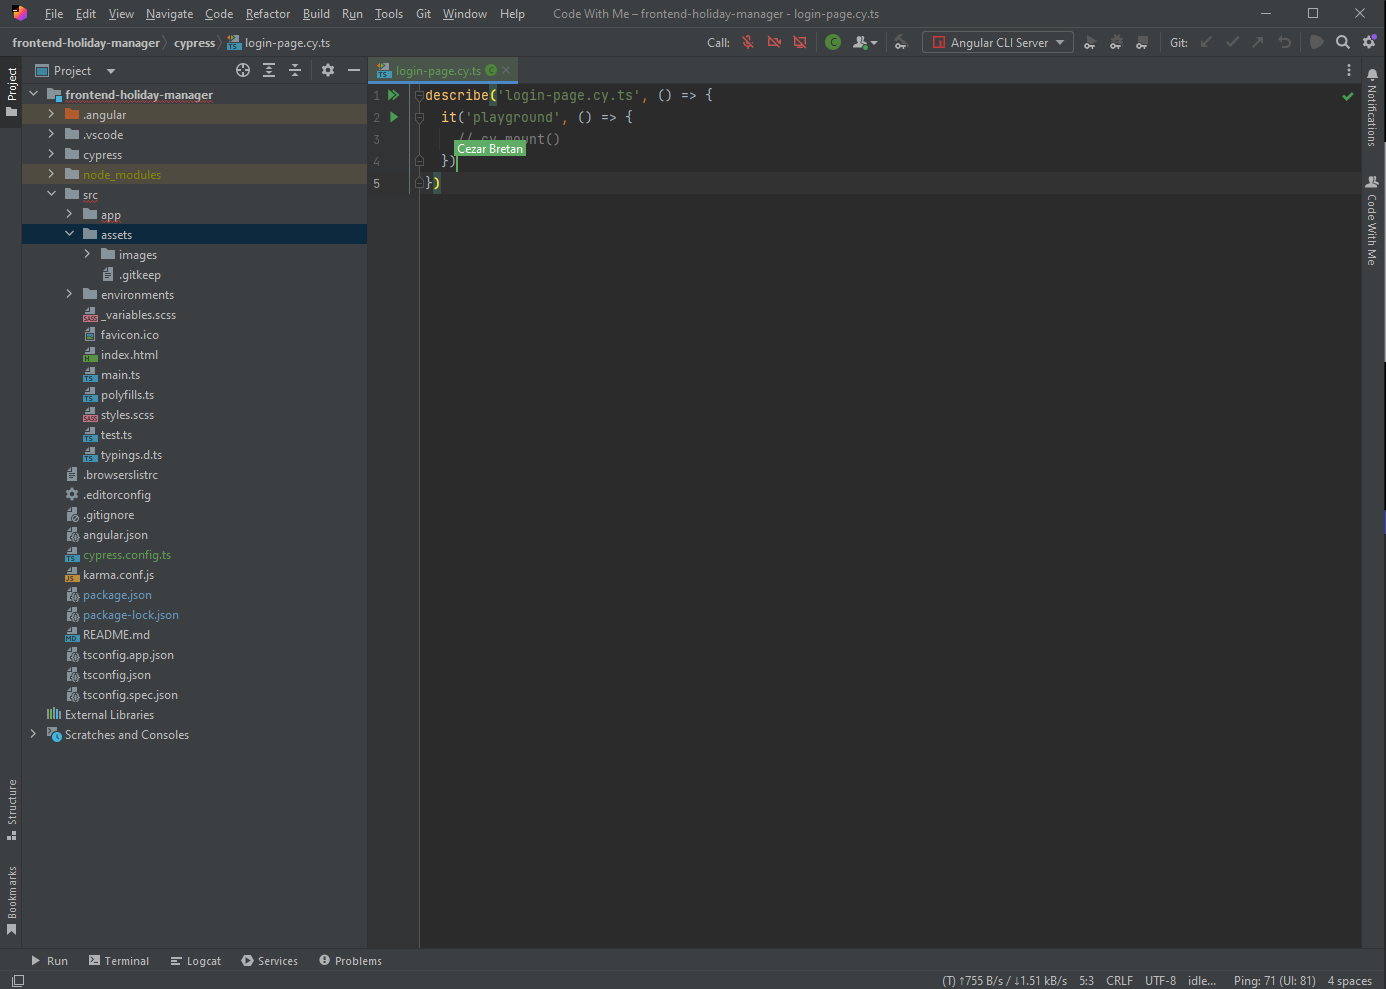 File Edit View Navigate Code Refactor Build Run Tools Git Window Help Code With Me – frontend-holiday-manager - login-page.cy.ts
frontend-holiday-manager cypress login-page.cy.ts Call: C Angular CLI Server Git:
Project
Project
login-page.cy.ts C
Notifications
Code With Me
frontend-holiday-manager
.angular
.vscode
cypress
node_modules
src
app
assets
images
.gitkeep
environments
_variables.scss
favicon.ico
index.html
main.ts
polyfills.ts
styles.scss
test.ts
typings.d.ts
.browserslistrc
.editorconfig
.gitignore
angular.json
cypress.config.ts
karma.conf.js
package.json
package-lock.json
README.md
tsconfig.app.json
tsconfig.json
tsconfig.spec.json
External Libraries
Scratches and Consoles
1 describe('login-page.cy.ts', () => {
2 it('playground', () => {
3 // cy.mount()
Cezar Bretan
4 })
5 })
Structure
Bookmarks
Run Terminal Logcat Services Problems
(T) ↑755 B/s / ↓1.51 kB/s 5:3 CRLF UTF-8 idle... Ping: 71 (UI: 81) 4 spaces